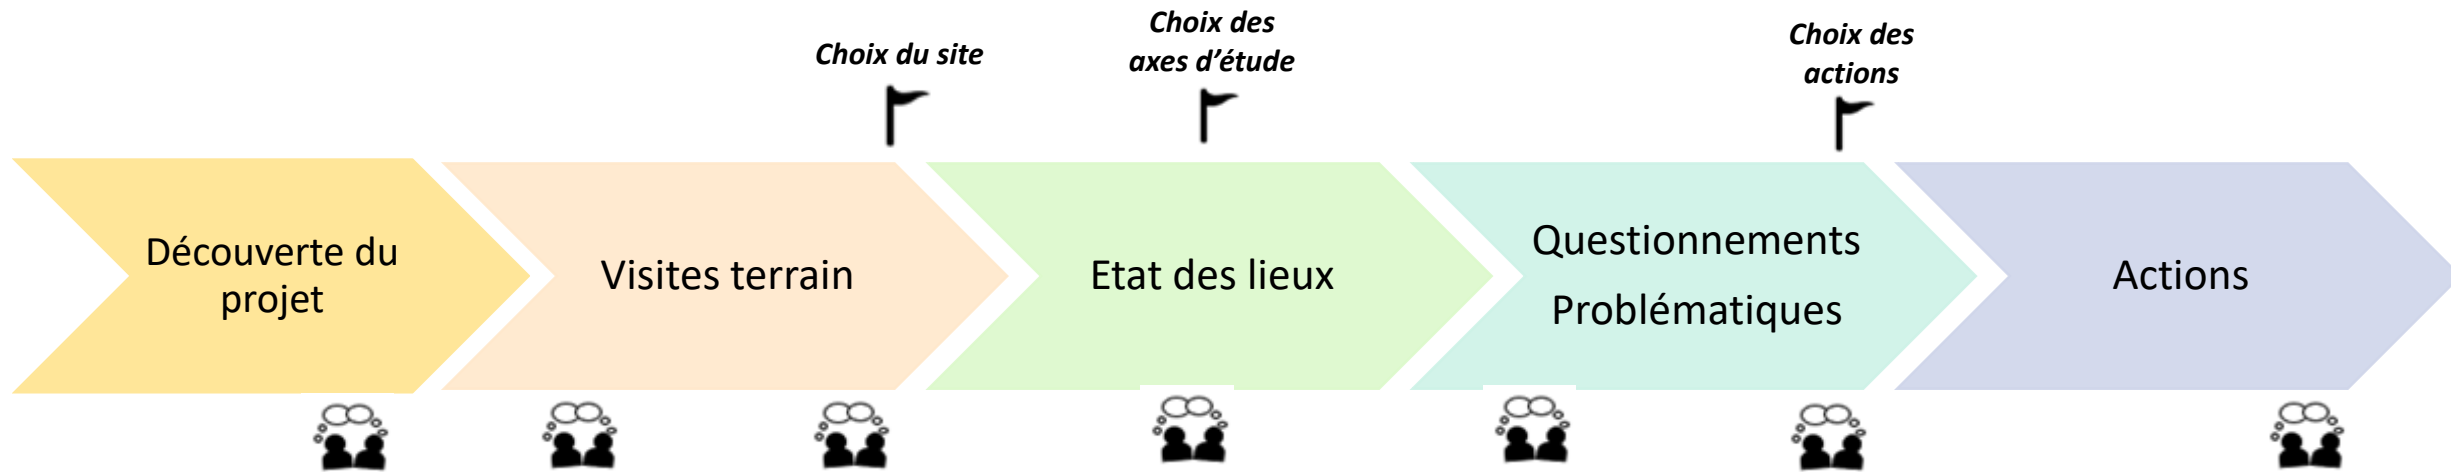 Choix du site
Choix des
axes d'étude
Choix des
actions
Découverte du
projet
Visites terrain
Etat des lieux
Questionnements
Problématiques
Actions